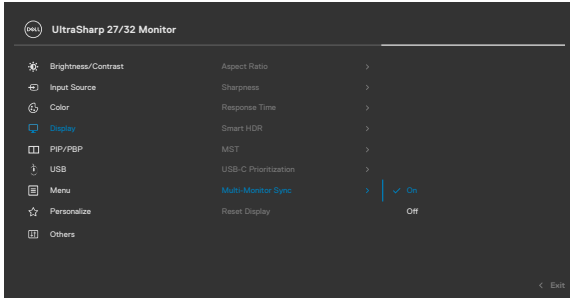 DELL UltraSharp 27/32 Monitor
Brightness/Contrast Aspect Ratio
Input Source Sharpness
Color Response Time
Display Smart HDR
PIP/PBP MST
USB USB-C Prioritization
Menu Multi-Monitor Sync On
Personalize Reset Display Off
Others
Exit